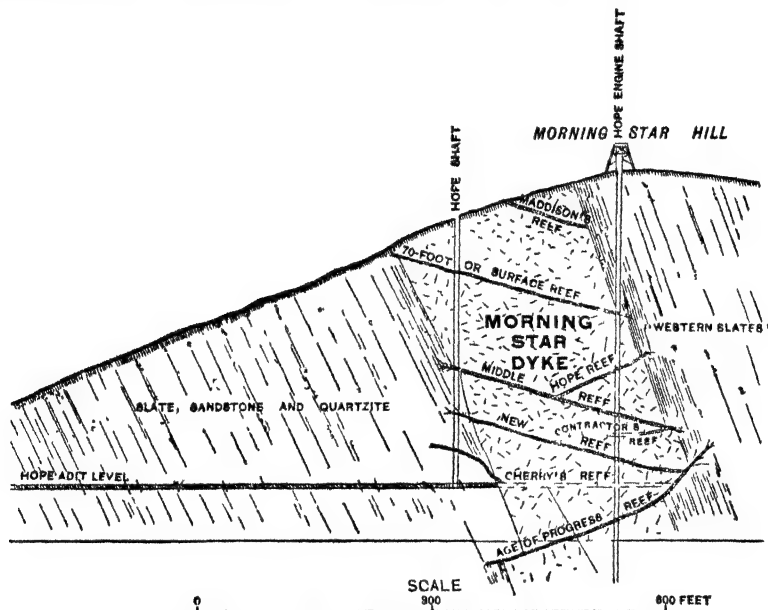 HOPE ENGINE SHAFT
MORNING STAR HILL
HOPE SHAFT
MADDISON'S
REEF
70-FOOT OR SURFACE REEF
MORNING
STAR
DYKE
WESTERN SLATES
MIDDLE REEF
HOPE REEF
SLATE, SANDSTONE AND QUARTZITE
NEW REEF
CONTRACTOR S
REEF
HOPE ADIT LEVEL
CHERRY'S REEF
AGE OF PROGRESS REEF
SCALE
0 300 600 FEET